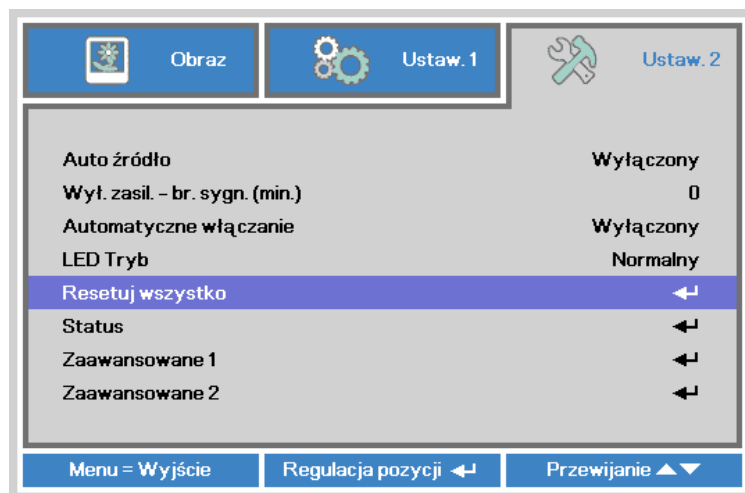 Obraz Ustaw. 1 Ustaw. 2
Auto źródło Wyłączony
Wył. zasil. – br. sygn. (min.) 0
Automatyczne włączanie Wyłączony
LED Tryb Normalny
Resetuj wszystko
Status
Zaawansowane 1
Zaawansowane 2
Menu = Wyjście Regulacja pozycji Przewijanie